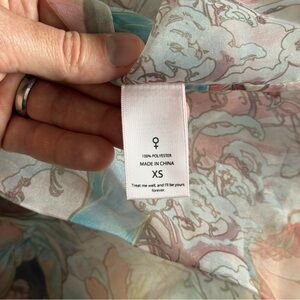 ♀
100% POLYESTER
MADE IN CHINA
XS
Treat me well, and I'll be yours
forever.